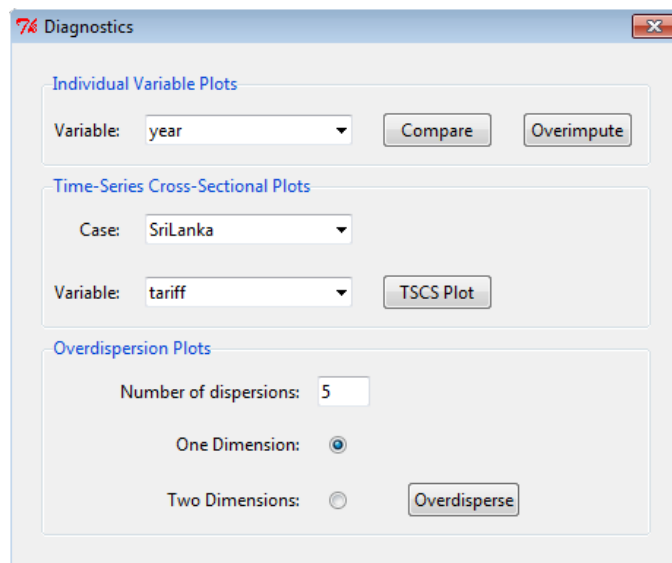 Diagnostics
Individual Variable Plots
Variable: year Compare Overimpute
Time-Series Cross-Sectional Plots
Case: SriLanka
Variable: tariff TSCS Plot
Overdispersion Plots
Number of dispersions: 5
One Dimension:
Two Dimensions: Overdisperse